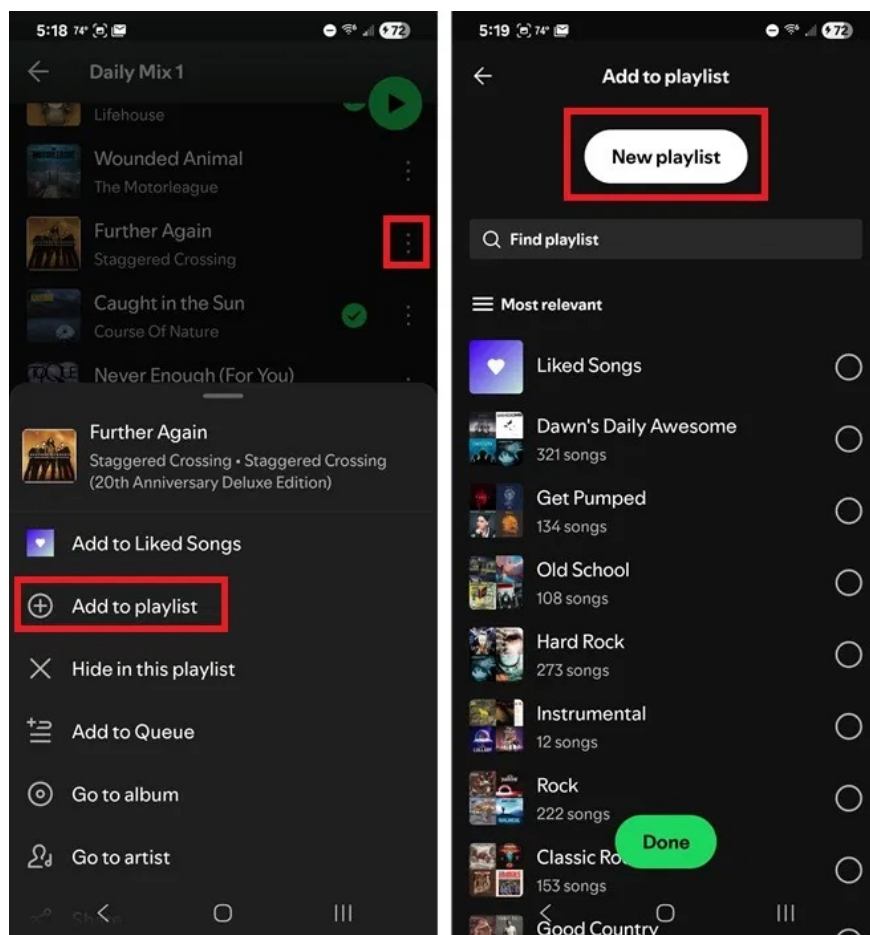 5:18 74°
72
Daily Mix 1
Lifehouse
Wounded Animal
The Motorleague
Further Again
Staggered Crossing
Caught in the Sun
Course Of Nature
Never Enough (For You)
Further Again
Staggered Crossing • Staggered Crossing
(20th Anniversary Deluxe Edition)
Add to Liked Songs
Add to playlist
Hide in this playlist
Add to Queue
Go to album
Go to artist
Share
5:19 74°
72
Add to playlist
New playlist
Find playlist
Most relevant
Liked Songs
Dawn's Daily Awesome
321 songs
Get Pumped
134 songs
Old School
108 songs
Hard Rock
273 songs
Instrumental
12 songs
Rock
222 songs
Done
Classic Ro
153 songs
Good Country